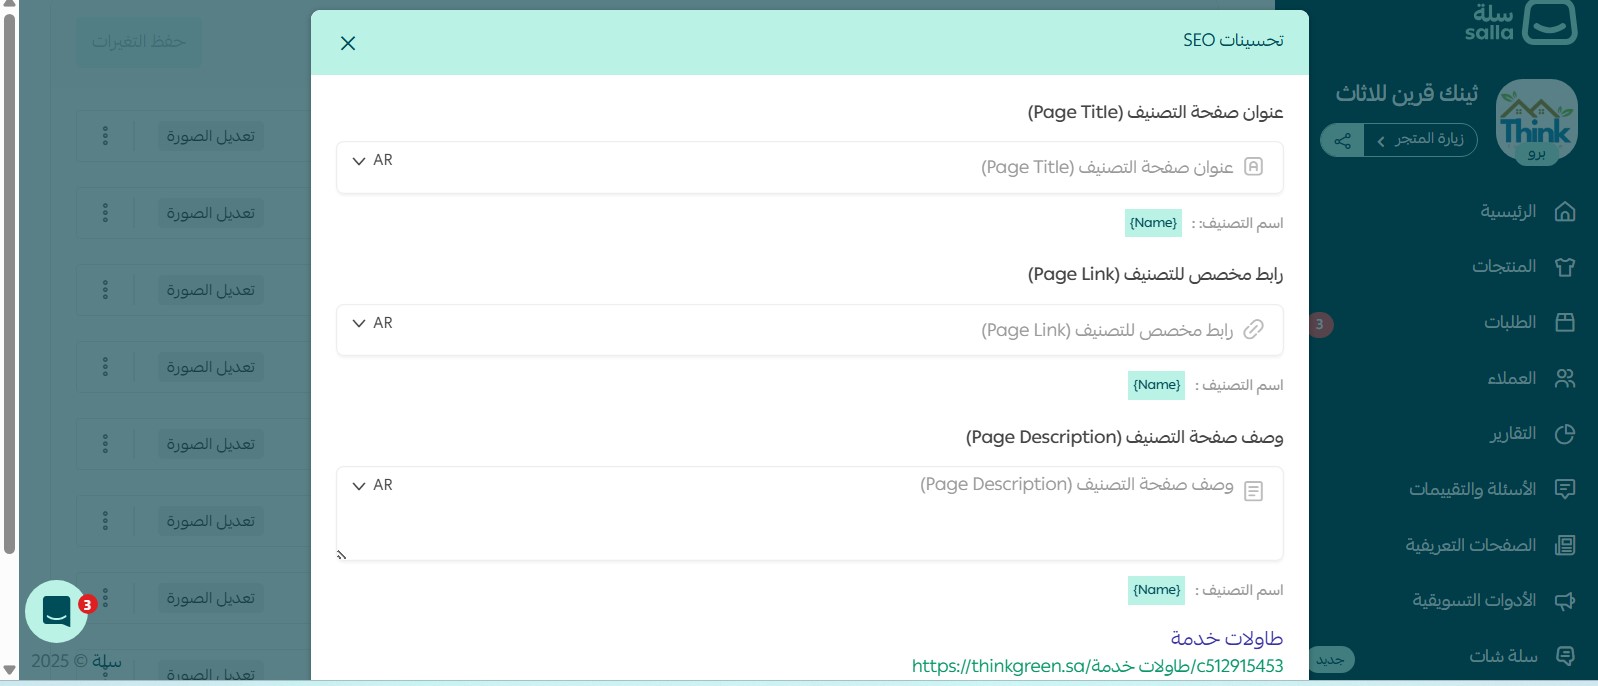 تحسينات SEO
عنوان صفحة التصنيف (Page Title)
عنوان صفحة التصنيف (Page Title)
AR
اسم التصنيف: : {Name}
رابط مخصص للتصنيف (Page Link)
رابط مخصص للتصنيف (Page Link)
AR
اسم التصنيف : {Name}
وصف صفحة التصنيف (Page Description)
وصف صفحة التصنيف (Page Description)
AR
اسم التصنيف : {Name}
طاولات خدمة
https://thinkgreen.sa/طاولات خدمة/c512915453
سلة
salla
ثينك قرين للاثاث
زيارة المتجر
Think
برو
الرئيسية
المنتجات
الطلبات
3
العملاء
التقارير
الأسئلة والتقييمات
الصفحات التعريفية
الأدوات التسويقية
سلة شات
جديد
حفظ التغيرات
تعديل الصورة
تعديل الصورة
تعديل الصورة
تعديل الصورة
تعديل الصورة
تعديل الصورة
تعديل الصورة
تعديل الصورة
3
سلة © 2025